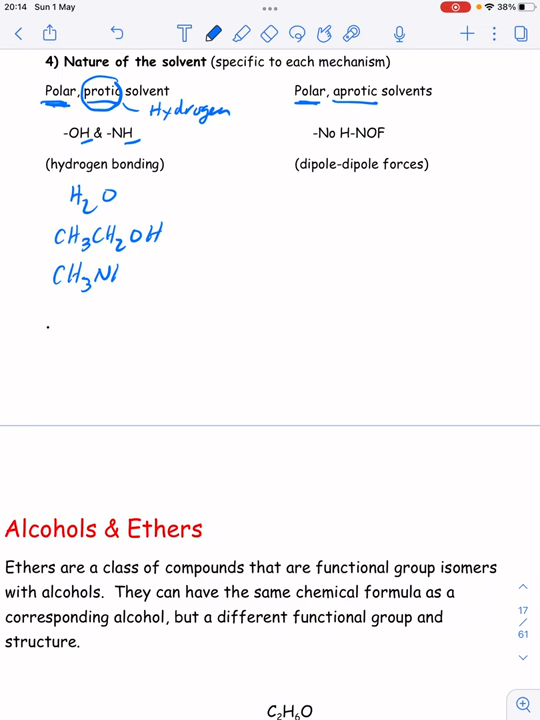 20:14 Sun 1 May 38%
4) Nature of the solvent (specific to each mechanism)
Polar, protic solvent
Hydrogen
-OH & -NH
(hydrogen bonding)
H₂O
CH₃CH₂OH
CH₃N
Polar, aprotic solvents
-No H-NOF
(dipole-dipole forces)
17
/
61
Alcohols & Ethers
Ethers are a class of compounds that are functional group isomers
with alcohols. They can have the same chemical formula as a
corresponding alcohol, but a different functional group and
structure.
C₂H₆O